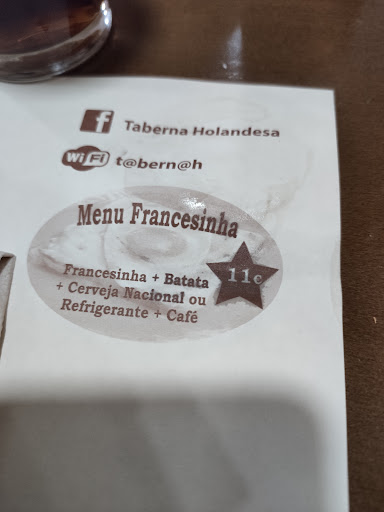 f Taberna Holandesa
WiFi t@bern@h
Menu Francesinha
Francesinha + Batata
+ Cerveja Nacional ou
Refrigerante + Café
11€